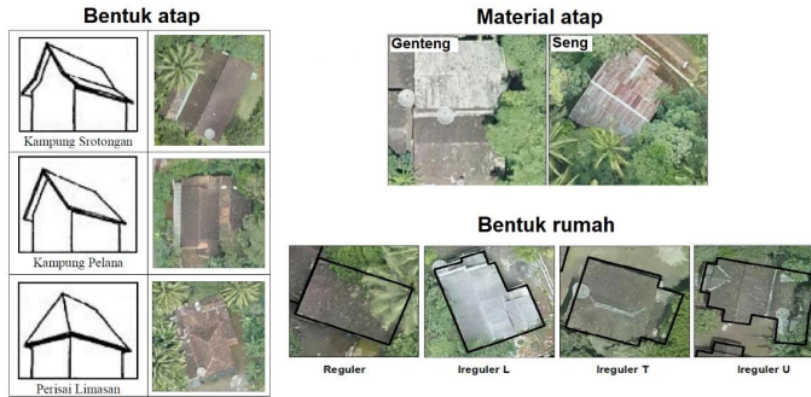 Bentuk atap
Kampung Srotongan
Kampung Pelana
Perisai Limasan
Material atap
Genteng
Seng
Bentuk rumah
Reguler
Ireguler L
Ireguler T
Ireguler U